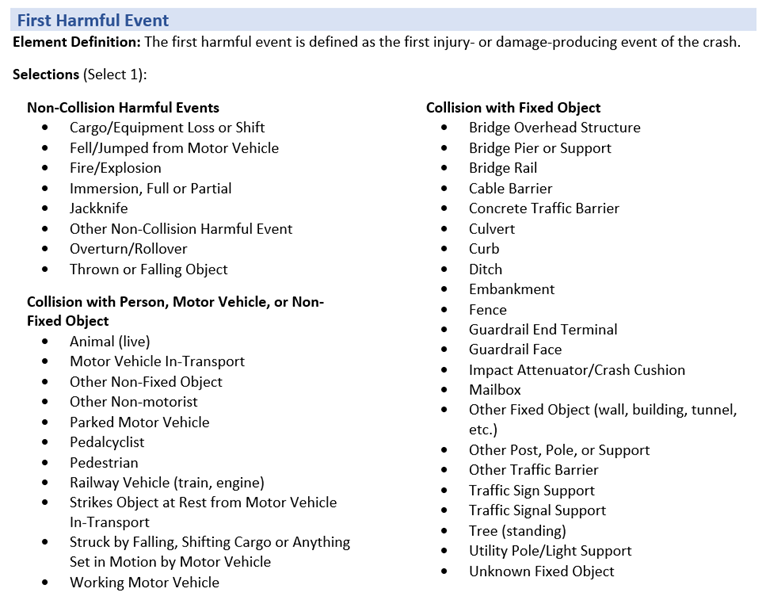 First Harmful Event
Element Definition: The first harmful event is defined as the first injury- or damage-producing event of the crash.
Selections (Select 1):
Non-Collision Harmful Events
• Cargo/Equipment Loss or Shift
• Fell/Jumped from Motor Vehicle
• Fire/Explosion
• Immersion, Full or Partial
• Jackknife
• Other Non-Collision Harmful Event
• Overturn/Rollover
• Thrown or Falling Object
Collision with Person, Motor Vehicle, or Non-
Fixed Object
• Animal (live)
• Motor Vehicle In-Transport
• Other Non-Fixed Object
• Other Non-motorist
• Parked Motor Vehicle
• Pedalcyclist
• Pedestrian
• Railway Vehicle (train, engine)
• Strikes Object at Rest from Motor Vehicle
In-Transport
• Struck by Falling, Shifting Cargo or Anything
Set in Motion by Motor Vehicle
• Working Motor Vehicle
Collision with Fixed Object
• Bridge Overhead Structure
• Bridge Pier or Support
• Bridge Rail
• Cable Barrier
• Concrete Traffic Barrier
• Culvert
• Curb
• Ditch
• Embankment
• Fence
• Guardrail End Terminal
• Guardrail Face
• Impact Attenuator/Crash Cushion
• Mailbox
• Other Fixed Object (wall, building, tunnel,
etc.)
• Other Post, Pole, or Support
• Other Traffic Barrier
• Traffic Sign Support
• Traffic Signal Support
• Tree (standing)
• Utility Pole/Light Support
• Unknown Fixed Object